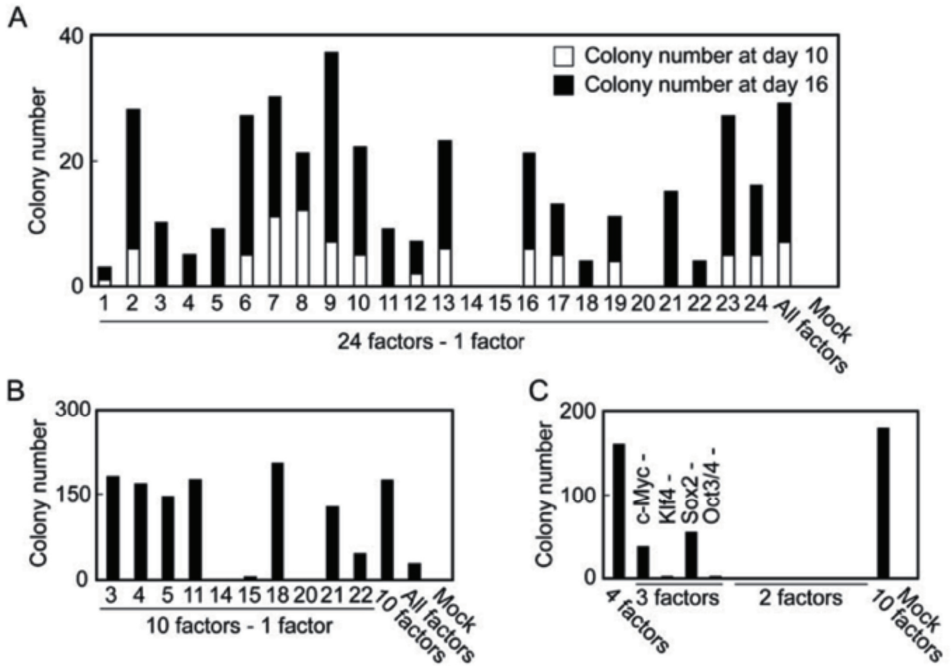 A
40
20
0
Colony number
Colony number at day 10
Colony number at day 16
1 2 3 4 5 6 7 8 9 10 11 12 13 14 15 16 17 18 19 20 21 22 23 24 All factors Mock
24 factors - 1 factor
B
300
150
0
Colony number
3 4 5 11 14 15 18 20 21 22 10 factors All factors Mock
10 factors - 1 factor
C
200
100
0
Colony number
c-Myc -
Klf4 -
Sox2 -
Oct3/4 -
4 factors 3 factors 2 factors 10 factors Mock